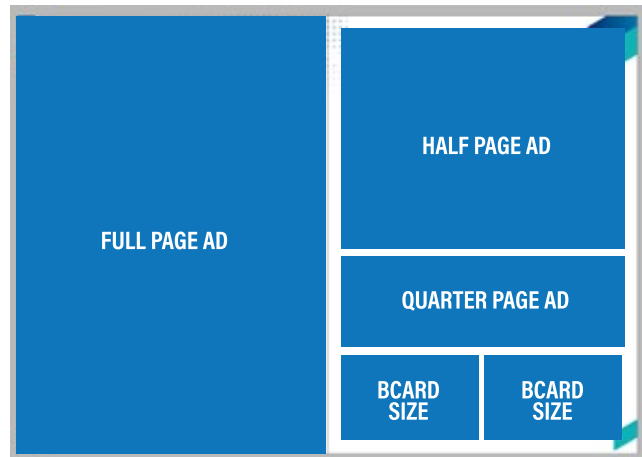 FULL PAGE AD
HALF PAGE AD
QUARTER PAGE AD
BCARD
SIZE
BCARD
SIZE